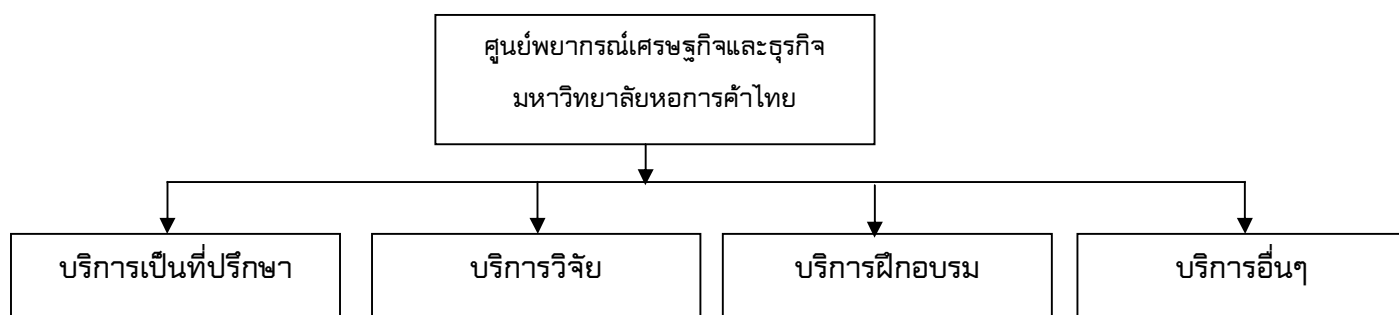 ศูนย์พยากรณ์เศรษฐกิจและธุรกิจ
มหาวิทยาลัยหอการค้าไทย
บริการเป็นที่ปรึกษา
บริการวิจัย
บริการฝึกอบรม
บริการอื่นๆ